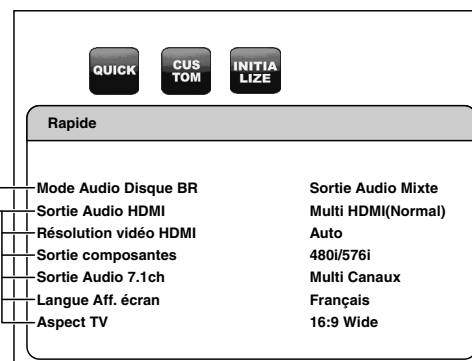 QUICK
CUS
TOM
INITIA
LIZE
Rapide
Mode Audio Disque BR Sortie Audio Mixte
Sortie Audio HDMI Multi HDMI(Normal)
Résolution vidéo HDMI Auto
Sortie composantes 480i/576i
Sortie Audio 7.1ch Multi Canaux
Langue Aff. écran Français
Aspect TV 16:9 Wide